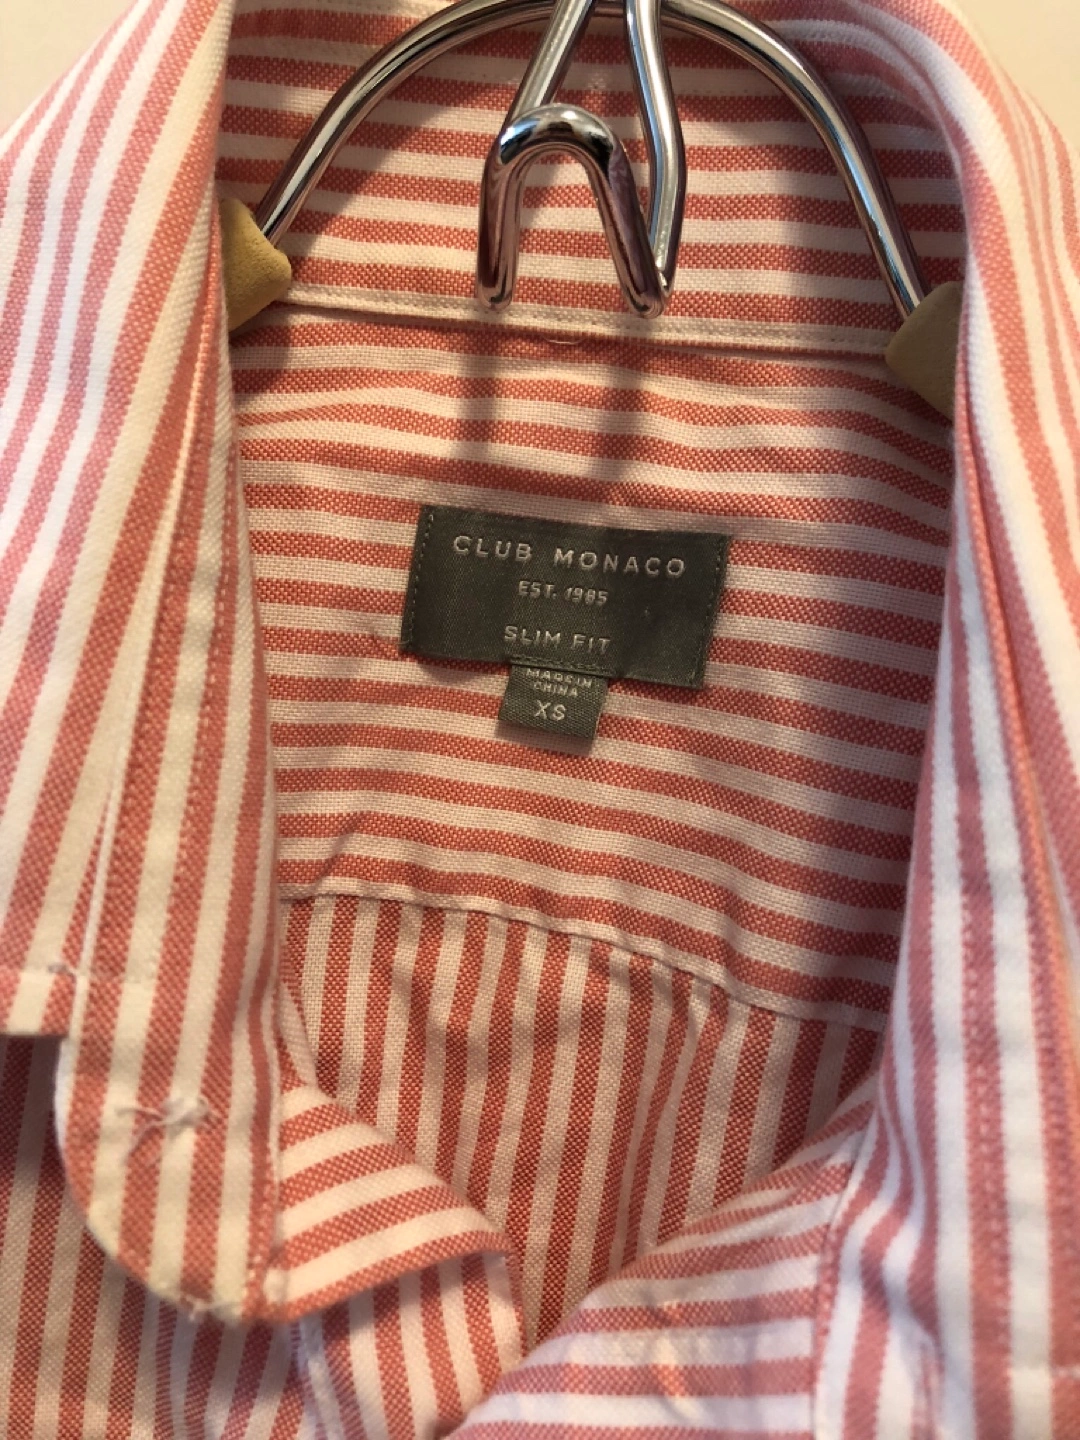 CLUB MONACO
EST. 1985
SLIM FIT
MADE IN
CHINA
XS